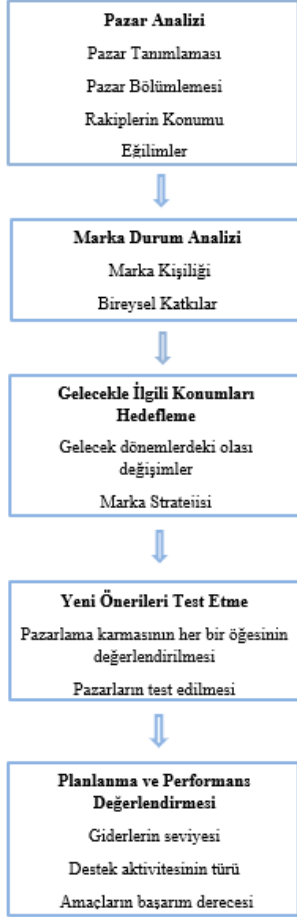 Pazar Analizi
Pazar Tanımlaması
Pazar Bölümlemesi
Rakiplerin Konumu
Eğilimler
Marka Durum Analizi
Marka Kişiliği
Bireysel Katkılar
Gelecekle İlgili Konumları
Hedefleme
Gelecek dönemlerdeki olası
değişimler
Marka Stratejisi
Yeni Önerileri Test Etme
Pazarlama karmasının her bir öğesinin
değerlendirilmesi
Pazarların test edilmesi
Planlanma ve Performans
Değerlendirmesi
Giderlerin seviyesi
Destek aktivitesinin türü
Amaçların başarım derecesi